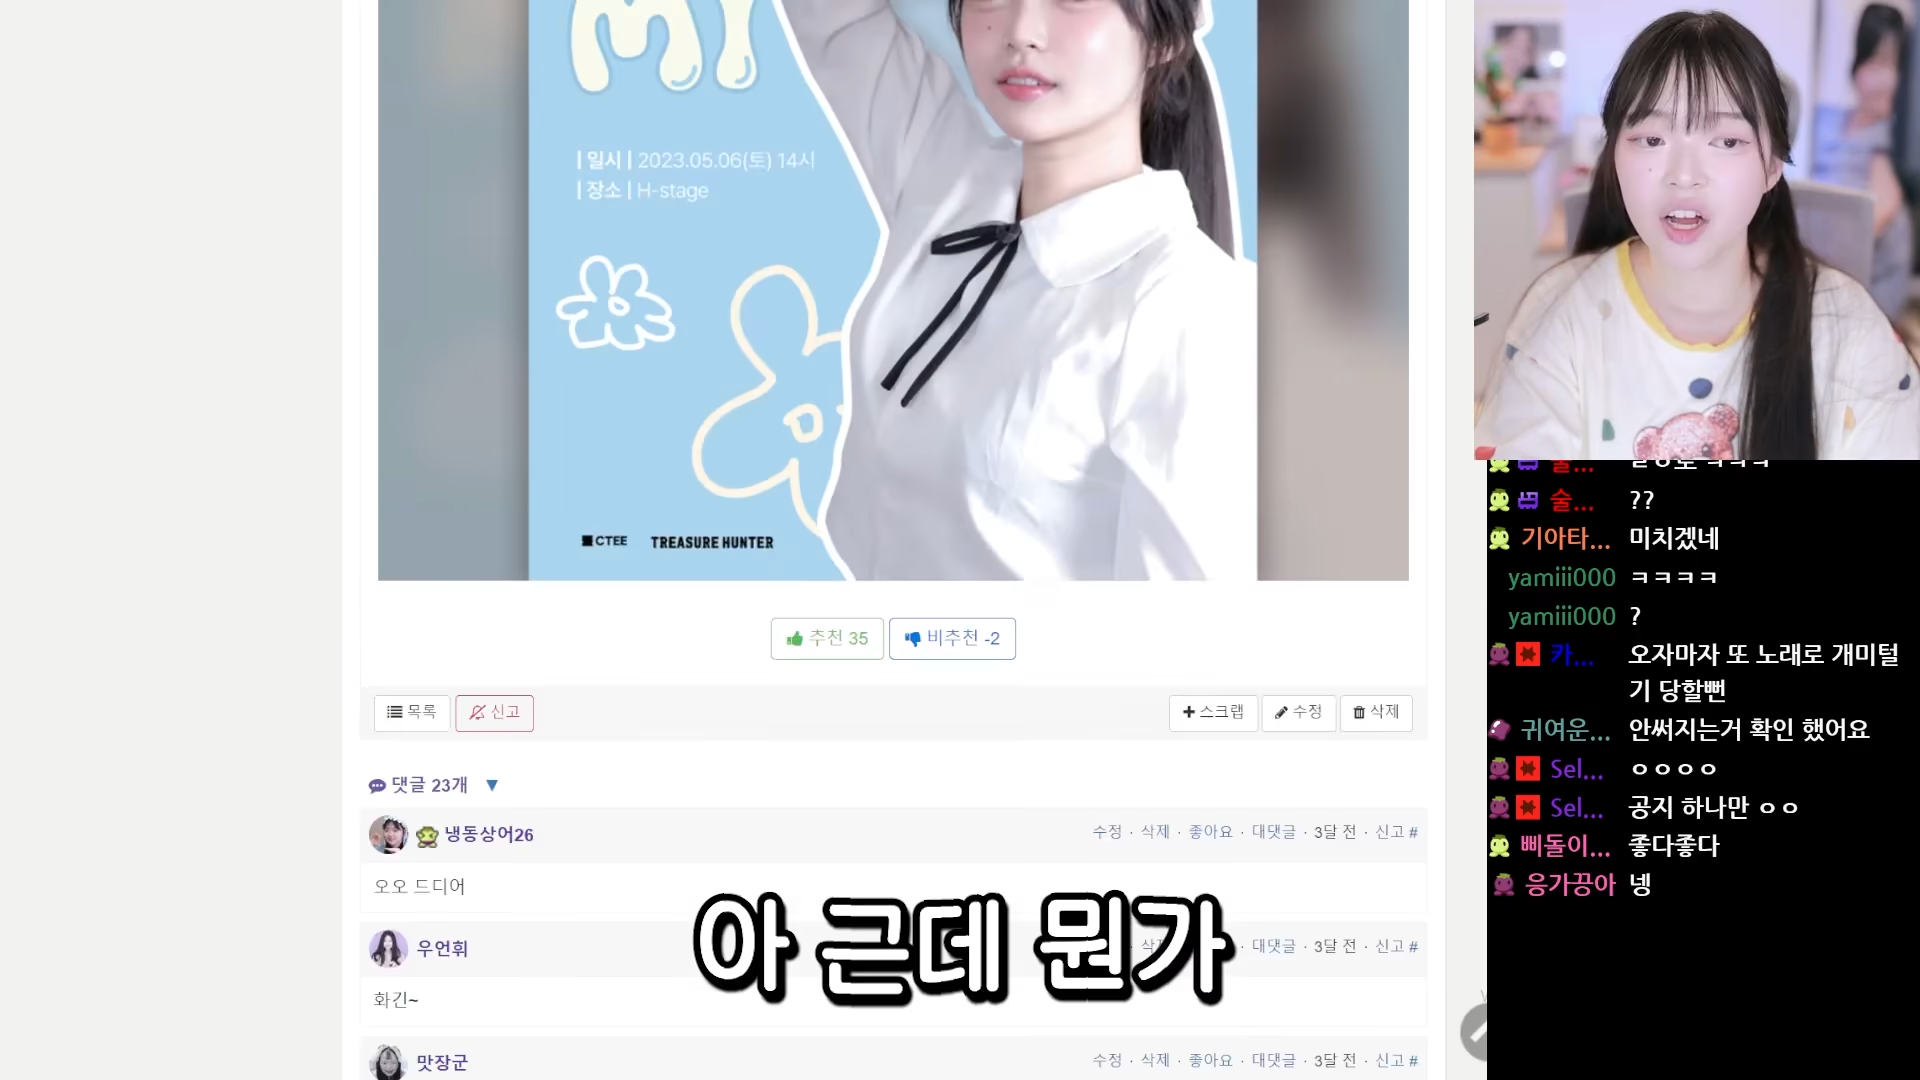 MY
| 일시 | 2023.05.06(토) 14시
| 장소 | H-stage
CTEE TREASURE HUNTER
추천 35 비추천 -2
목록 신고 스크랩 수정 삭제
댓글 23개 ▼
냉동상어26 수정 · 삭제 · 좋아요 · 대댓글 · 3달 전 · 신고 #
오오 드디어
우언휘 · 대댓글 · 3달 전 · 신고 #
화긴~
맛장군 수정 · 삭제 · 좋아요 · 대댓글 · 3달 전 · 신고 #
아 근데 뭔가
술... ??
기아타... 미치겠네
yamiii000 ㅋㅋㅋㅋ
yamiii000 ?
카... 오자마자 또 노래로 개미털
기 당할뻔
귀여운... 안써지는거 확인 했어요
Sel... ㅇㅇㅇㅇ
Sel... 공지 하나만 ㅇㅇ
삐돌이... 좋다좋다
응가끙아 넹